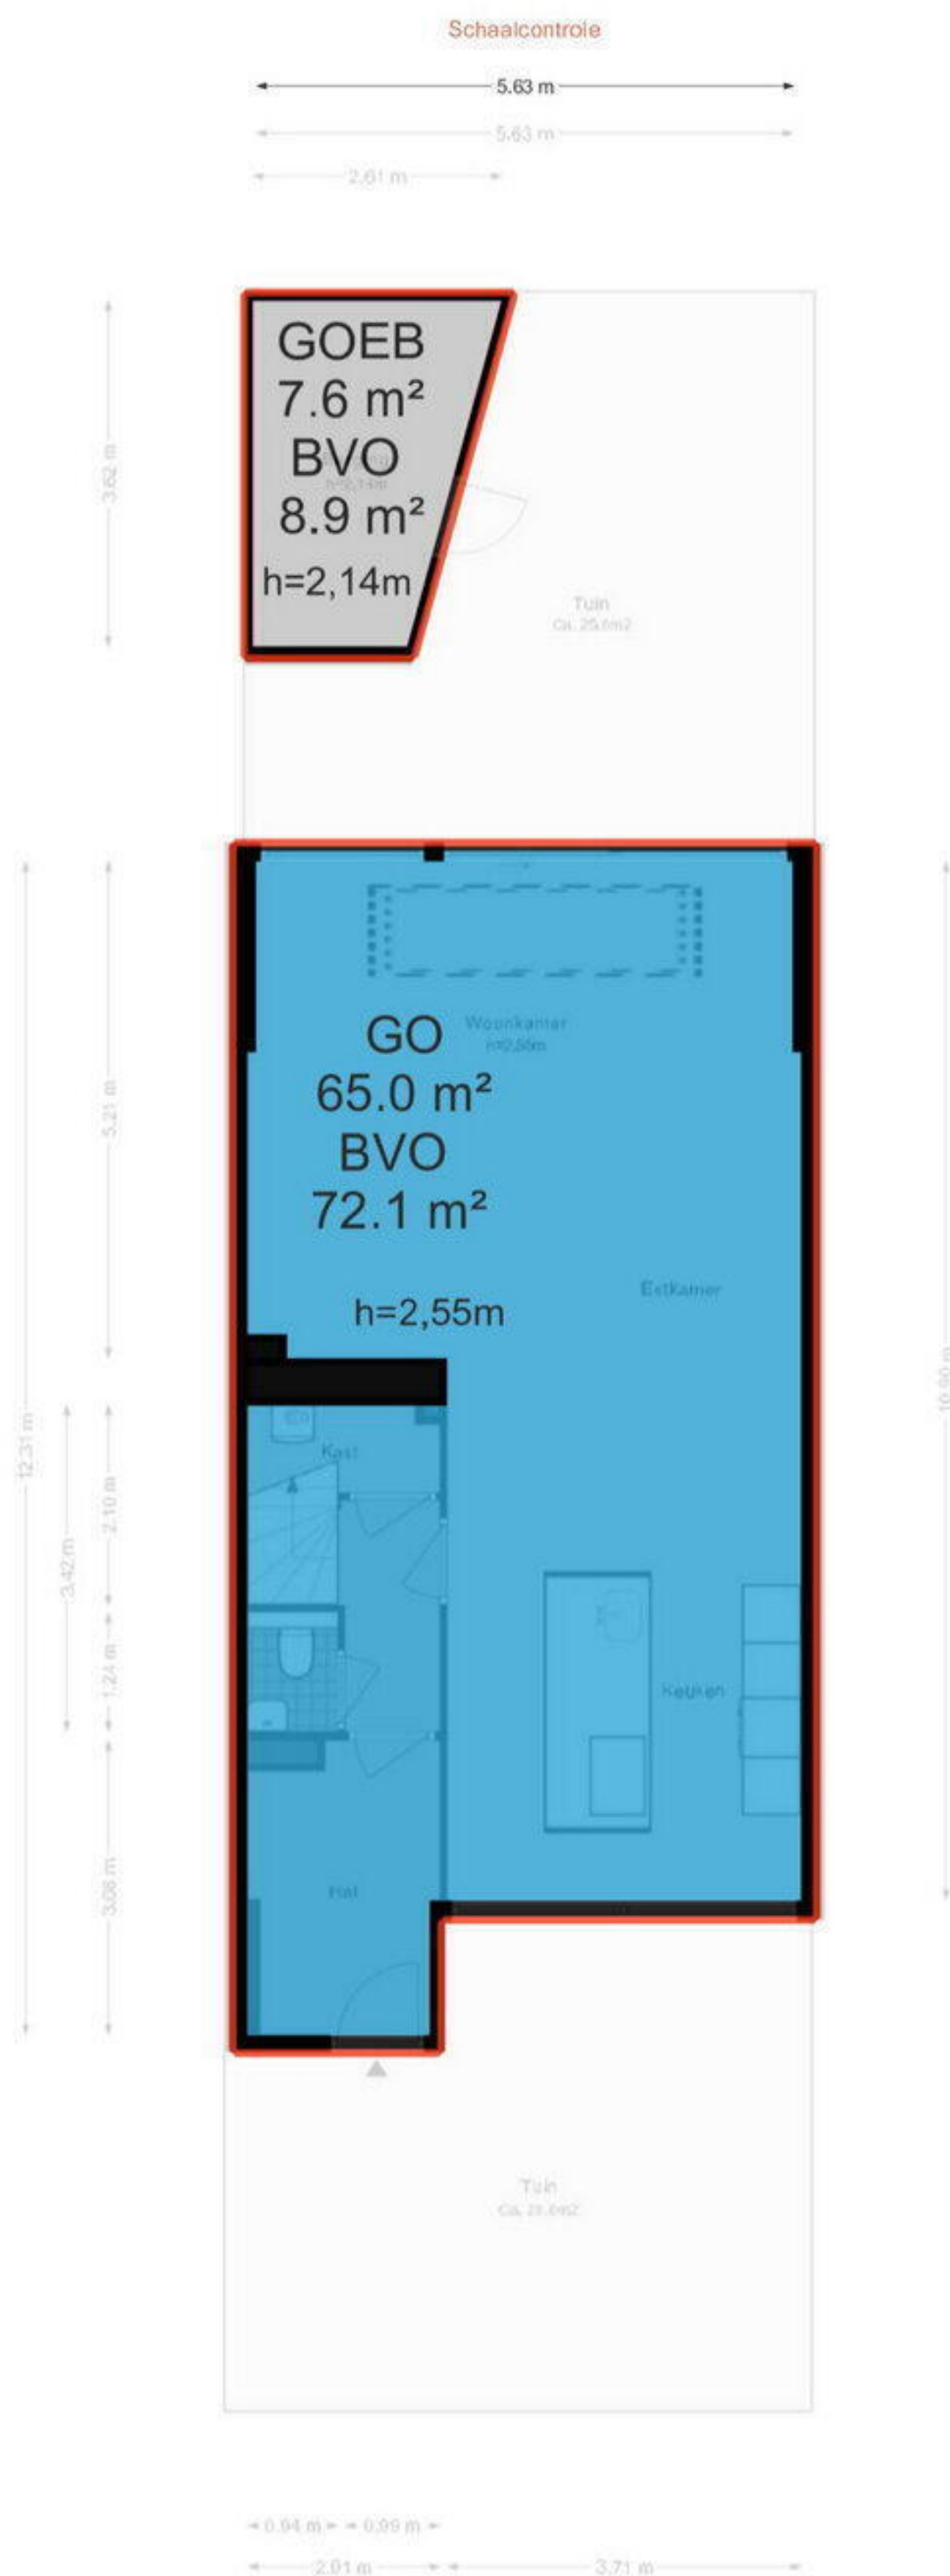 Schaalcontrole
5.63 m
5.63 m
2.61 m
GOEB
7.6 m²
BVO
8.9 m²
h=2,14m
3.62 m
Tuin
GO
65.0 m²
BVO
72.1 m²
h=2,55m
Woonkamer
Eetkamer
5.21 m
12.31 m
10.90 m
Kast
2.10 m
3.42 m
1.24 m
Keuken
Hal
3.08 m
Tuin
0.94 m
0.99 m
2.01 m
3.71 m